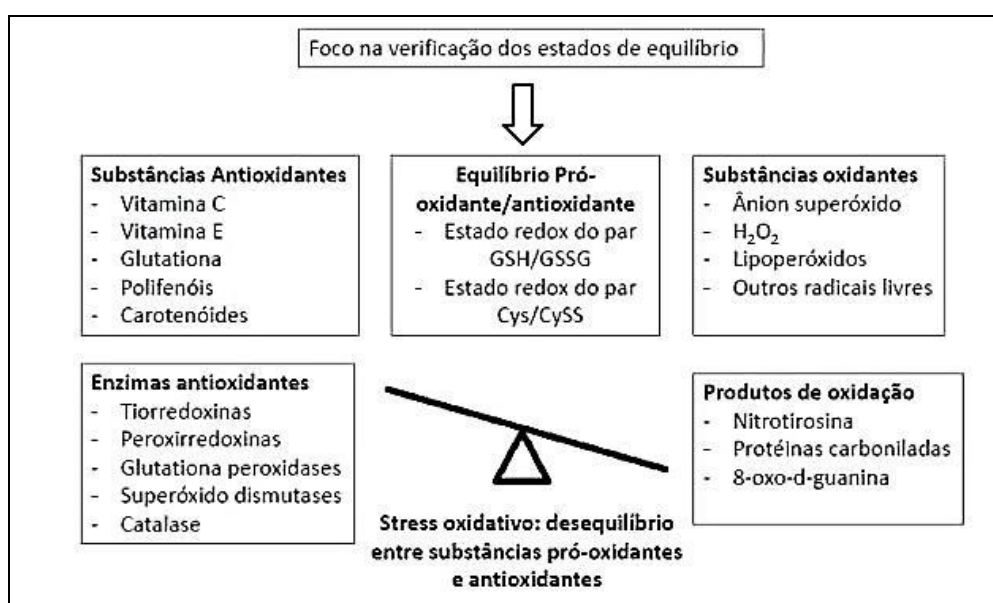 Foco na verificação dos estados de equilíbrio
Substâncias Antioxidantes
- Vitamina C
- Vitamina E
- Glutationa
- Polifenóis
- Carotenóides
Equilíbrio Pró-
oxidante/antioxidante
- Estado redox do par
GSH/GSSG
- Estado redox do par
Cys/CySS
Substâncias oxidantes
- Ânion superóxido
- H₂O₂
- Lipoperóxidos
- Outros radicais livres
Enzimas antioxidantes
- Tiorredoxinas
- Peroxirredoxinas
- Glutationa peroxidases
- Superóxido dismutases
- Catalase
Stress oxidativo: desequilíbrio
entre substâncias pró-oxidantes
e antioxidantes
Produtos de oxidação
- Nitrotirosina
- Protéinas carboniladas
- 8-oxo-d-guanina